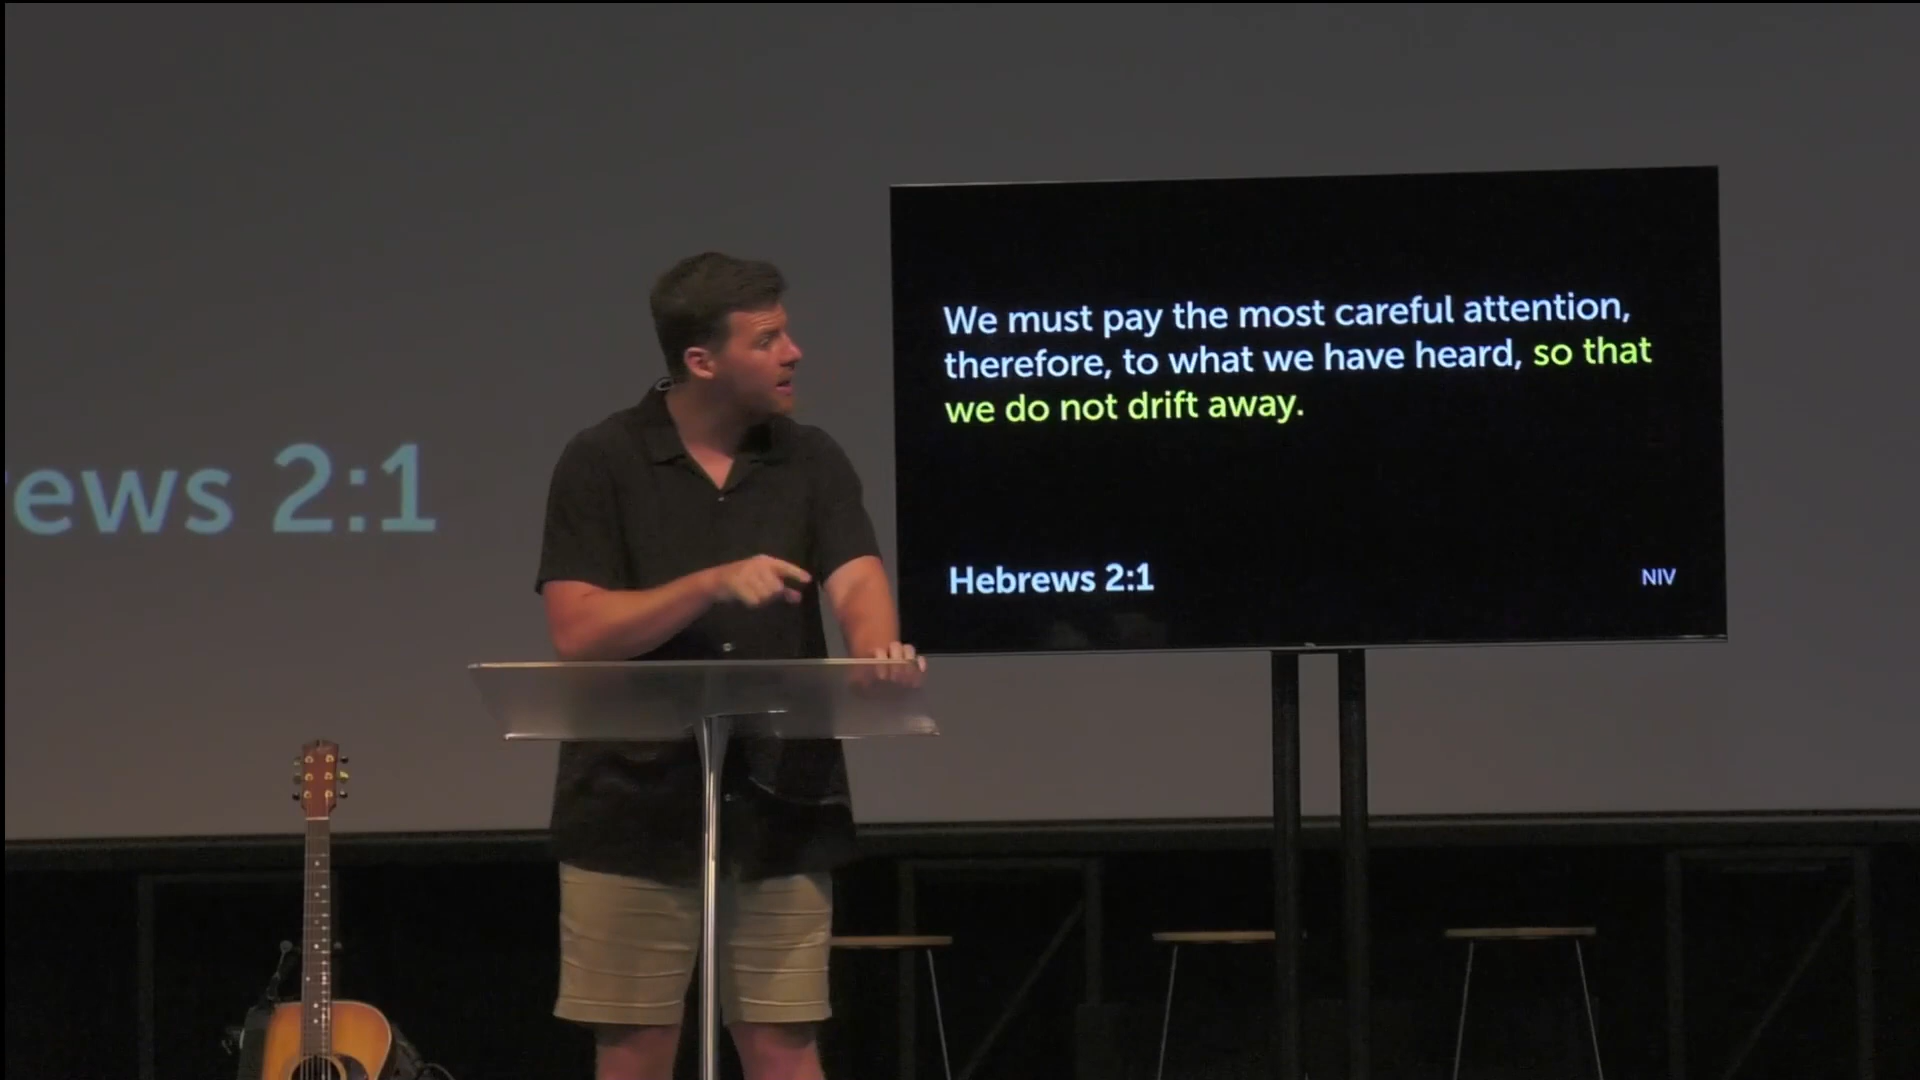 ews 2:1
We must pay the most careful attention,
therefore, to what we have heard, so that
we do not drift away.
Hebrews 2:1
NIV